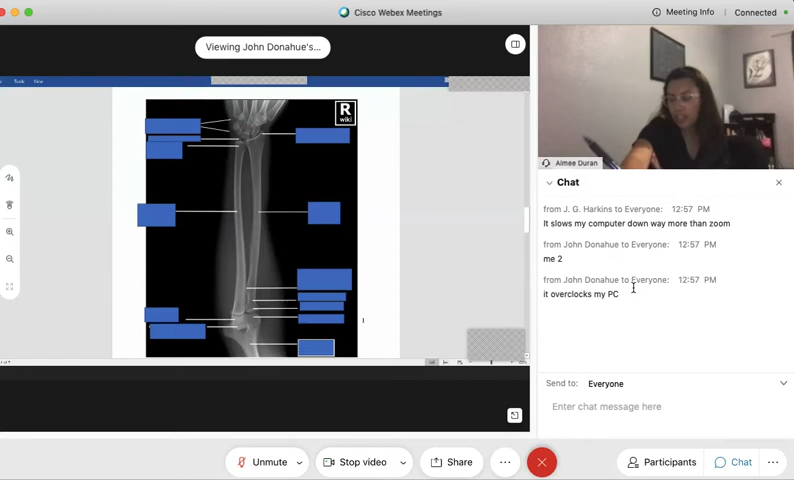 Cisco Webex Meetings
Meeting Info
Connected
Viewing John Donahue's...
Tools View
R
wiki
Aimee Duran
Chat
from J. G. Harkins to Everyone: 12:57 PM
It slows my computer down way more than zoom
from John Donahue to Everyone: 12:57 PM
me 2
from John Donahue to Everyone: 12:57 PM
it overclocks my PC
Send to: Everyone
Enter chat message here
Unmute
Stop video
Share
Participants
Chat